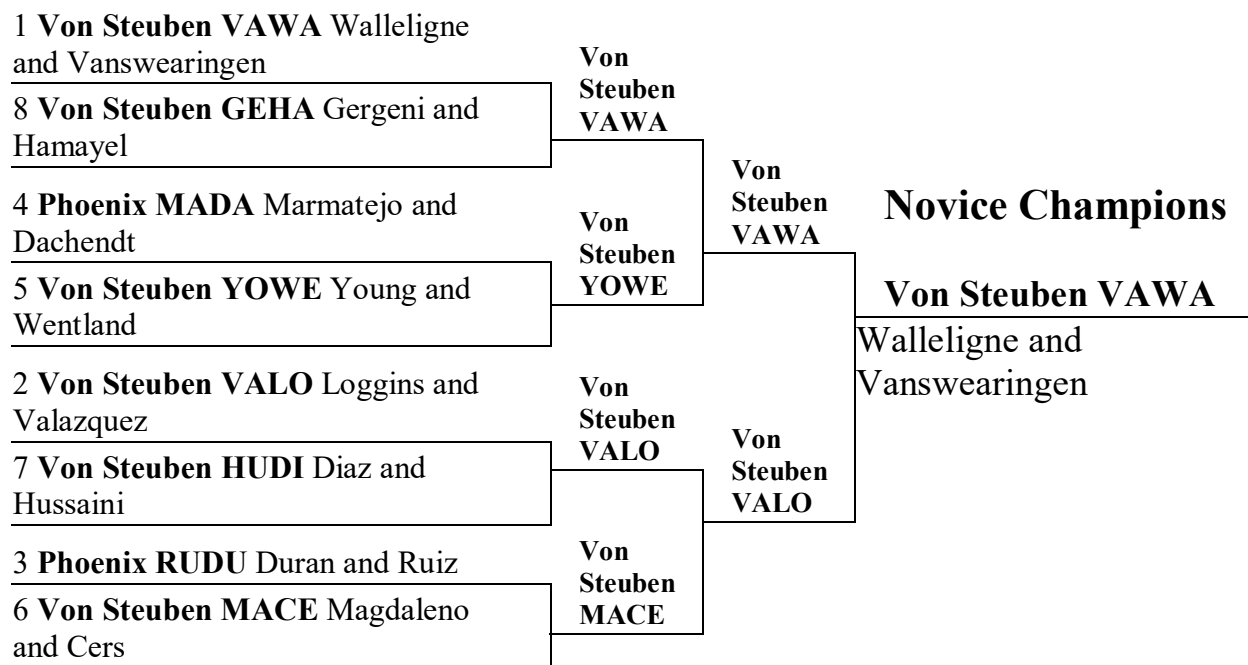 1 Von Steuben VAWA Walleligne
and Vanswearingen
8 Von Steuben GEHA Gergeni and
Hamayel
4 Phoenix MADA Marmatejo and
Dachendt
5 Von Steuben YOWE Young and
Wentland
2 Von Steuben VALO Loggins and
Valazquez
7 Von Steuben HUDI Diaz and
Hussaini
3 Phoenix RUDU Duran and Ruiz
6 Von Steuben MACE Magdaleno
and Cers
Von
Steuben
VAWA
Von
Steuben
YOWE
Von
Steuben
VALO
Von
Steuben
MACE
Von
Steuben
VAWA
Von
Steuben
VALO
Novice Champions
Von Steuben VAWA
Walleligne and
Vanswearingen